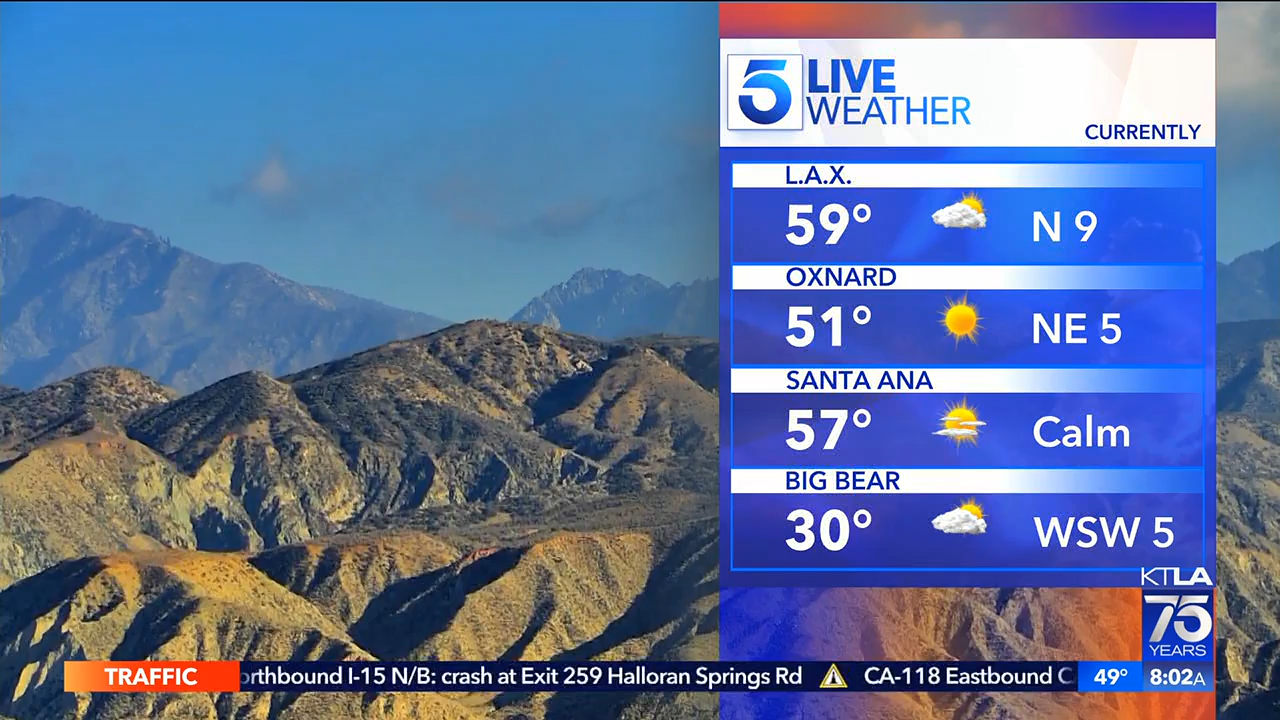 5 LIVE
WEATHER
CURRENTLY
L.A.X.
59° N 9
OXNARD
51° NE 5
SANTA ANA
57° Calm
BIG BEAR
30° WSW 5
KTLA
75
YEARS
TRAFFIC orthbound I-15 N/B: crash at Exit 259 Halloran Springs Rd CA-118 Eastbound 49° 8:02A